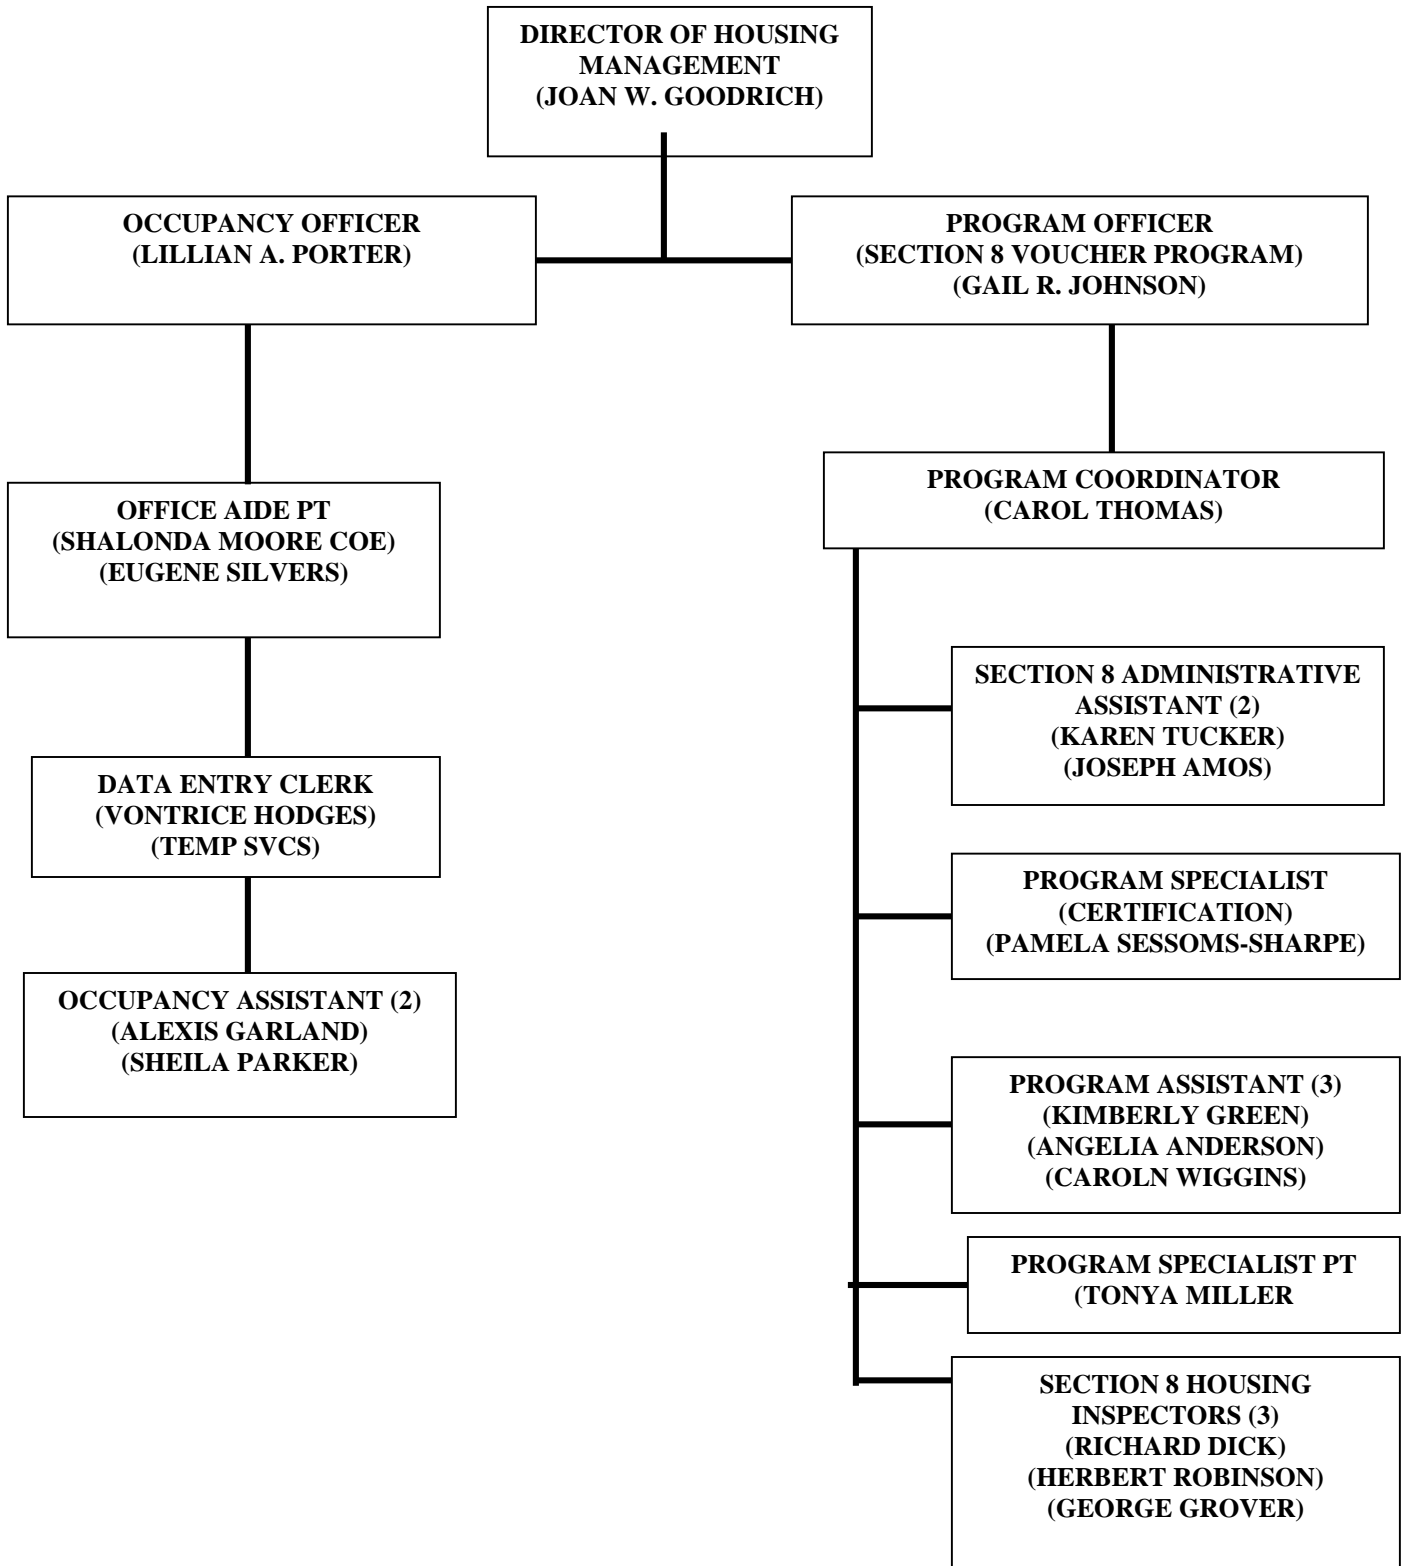 DIRECTOR OF HOUSING
MANAGEMENT
(JOAN W. GOODRICH)
OCCUPANCY OFFICER
(LILLIAN A. PORTER)
PROGRAM OFFICER
(SECTION 8 VOUCHER PROGRAM)
(GAIL R. JOHNSON)
OFFICE AIDE PT
(SHALONDA MOORE COE)
(EUGENE SILVERS)
DATA ENTRY CLERK
(VONTRICE HODGES)
(TEMP SVCS)
OCCUPANCY ASSISTANT (2)
(ALEXIS GARLAND)
(SHEILA PARKER)
PROGRAM COORDINATOR
(CAROL THOMAS)
SECTION 8 ADMINISTRATIVE
ASSISTANT (2)
(KAREN TUCKER)
(JOSEPH AMOS)
PROGRAM SPECIALIST
(CERTIFICATION)
(PAMELA SESSOMS-SHARPE)
PROGRAM ASSISTANT (3)
(KIMBERLY GREEN)
(ANGELIA ANDERSON)
(CAROLN WIGGINS)
PROGRAM SPECIALIST PT
(TONYA MILLER
SECTION 8 HOUSING
INSPECTORS (3)
(RICHARD DICK)
(HERBERT ROBINSON)
(GEORGE GROVER)